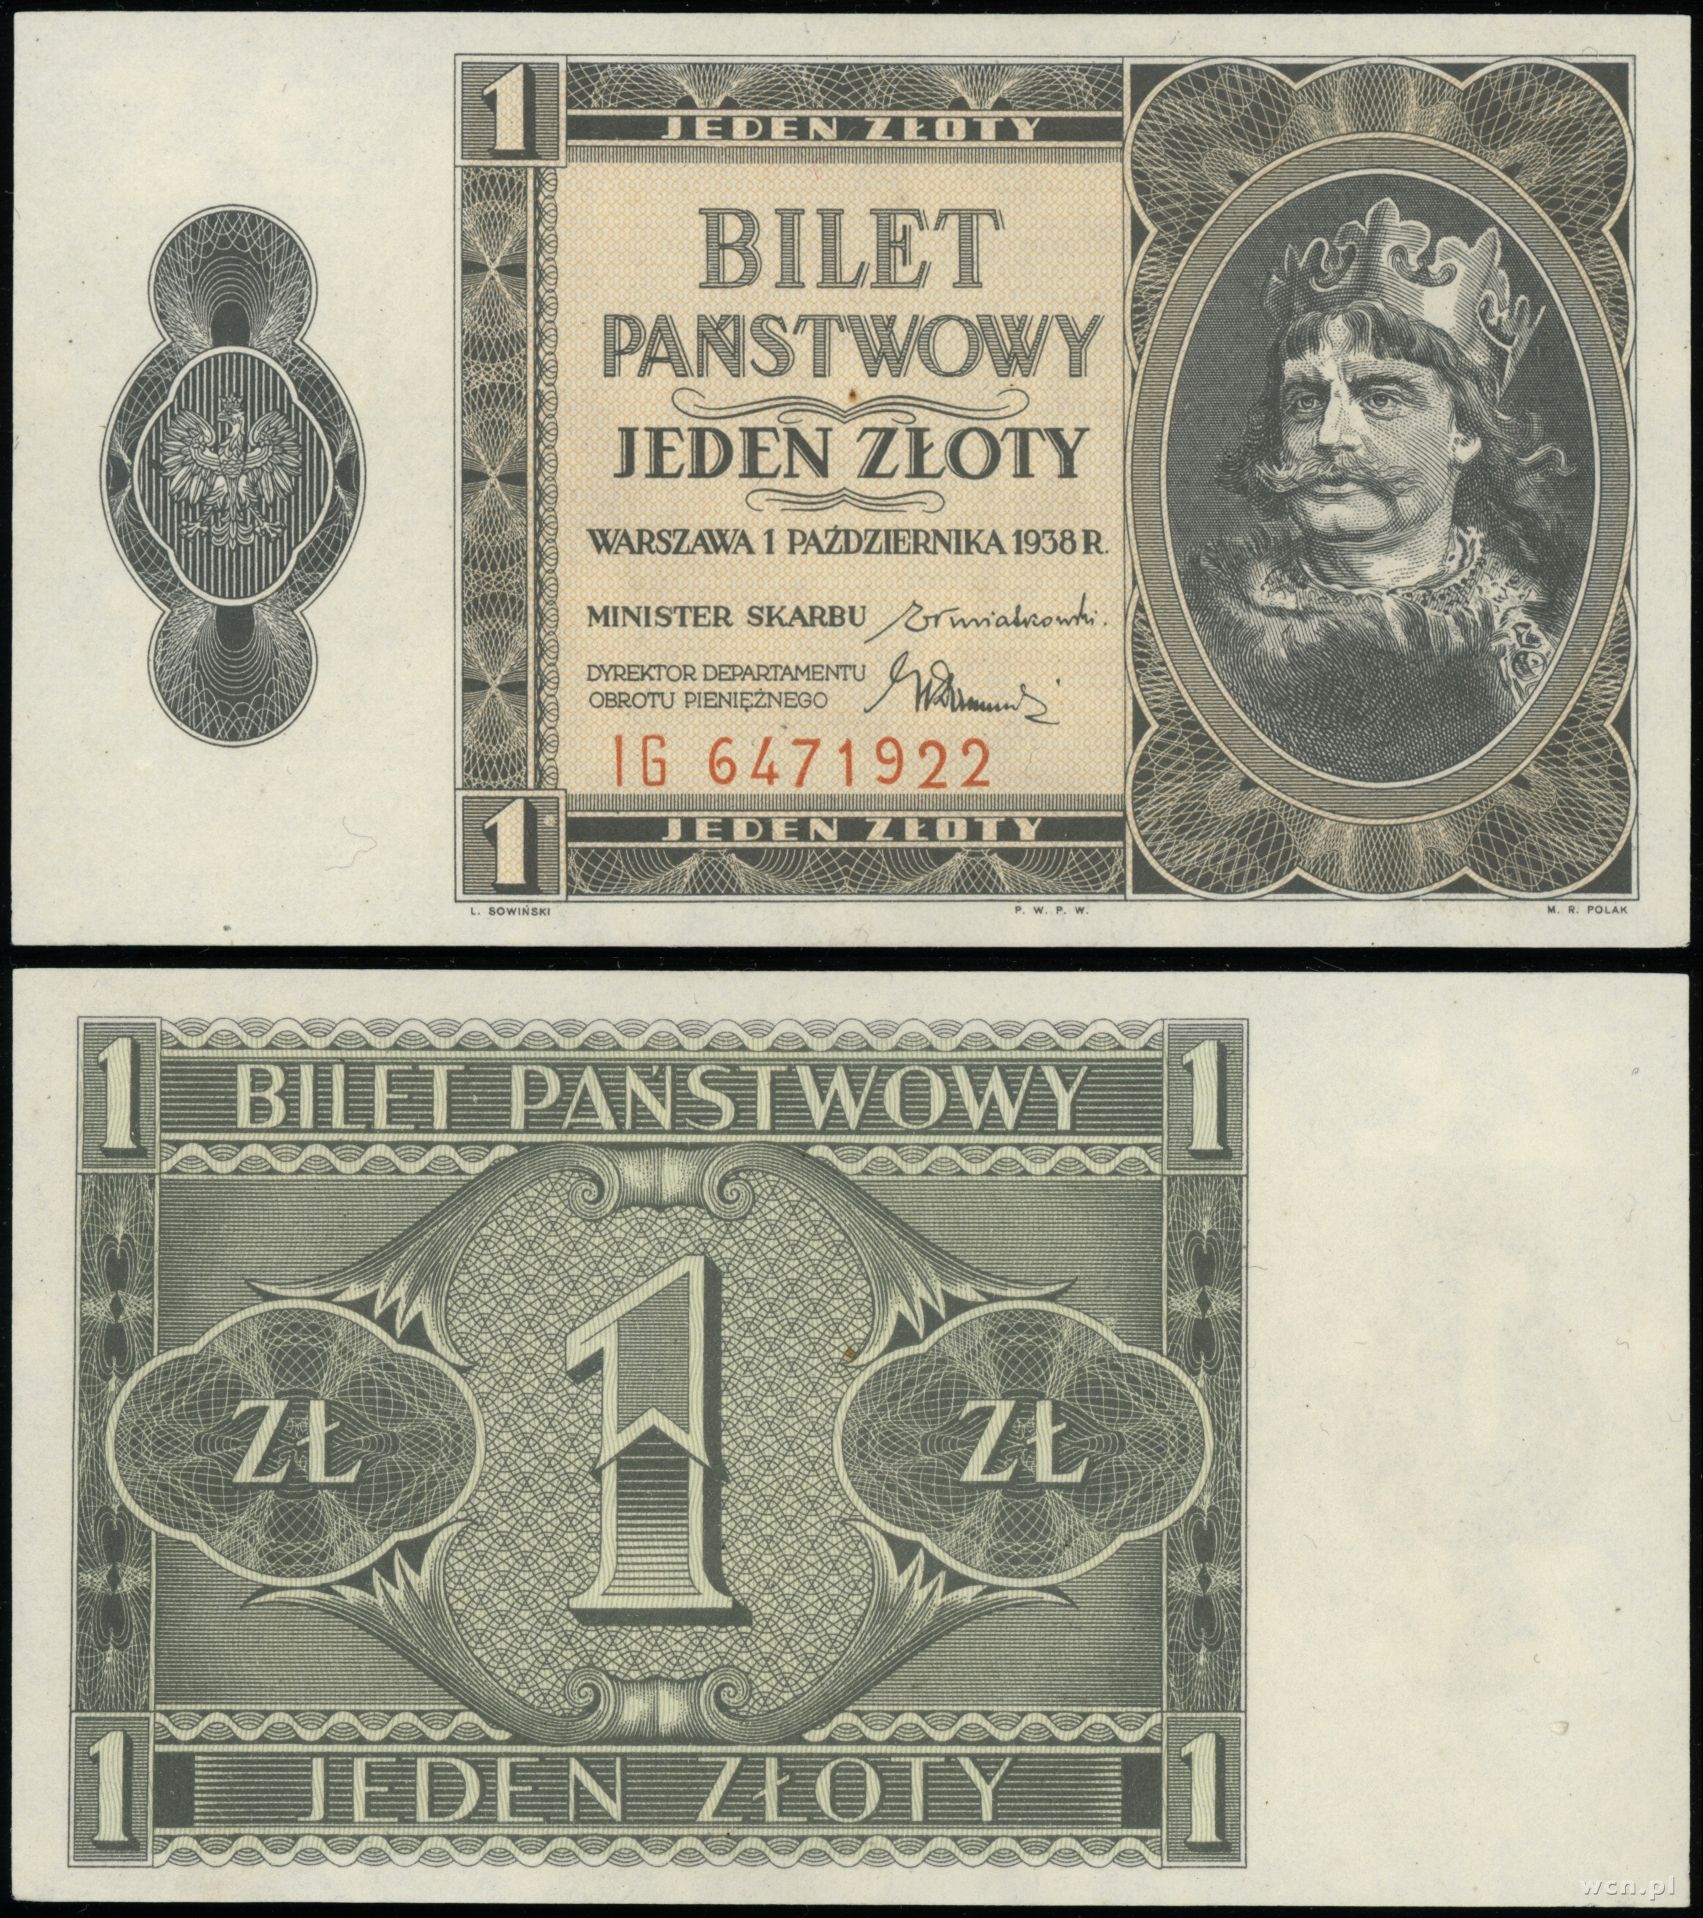 1
JEDEN ZŁOTY
BILET
PAŃSTWOWY
JEDEN ZŁOTY
WARSZAWA 1 PAŹDZIERNIKA 1938 R.
MINISTER SKARBU
DYREKTOR DEPARTAMENTU
OBROTU PIENIĘŻNEGO
IG 6471922
1
JEDEN ZŁOTY
L. SOWIŃSKI P. W. P. W. M. R. POLAK
1 BILET PAŃSTWOWY 1
ZŁ 1 ZŁ
1 JEDEN ZŁOTY 1
wcn.pl